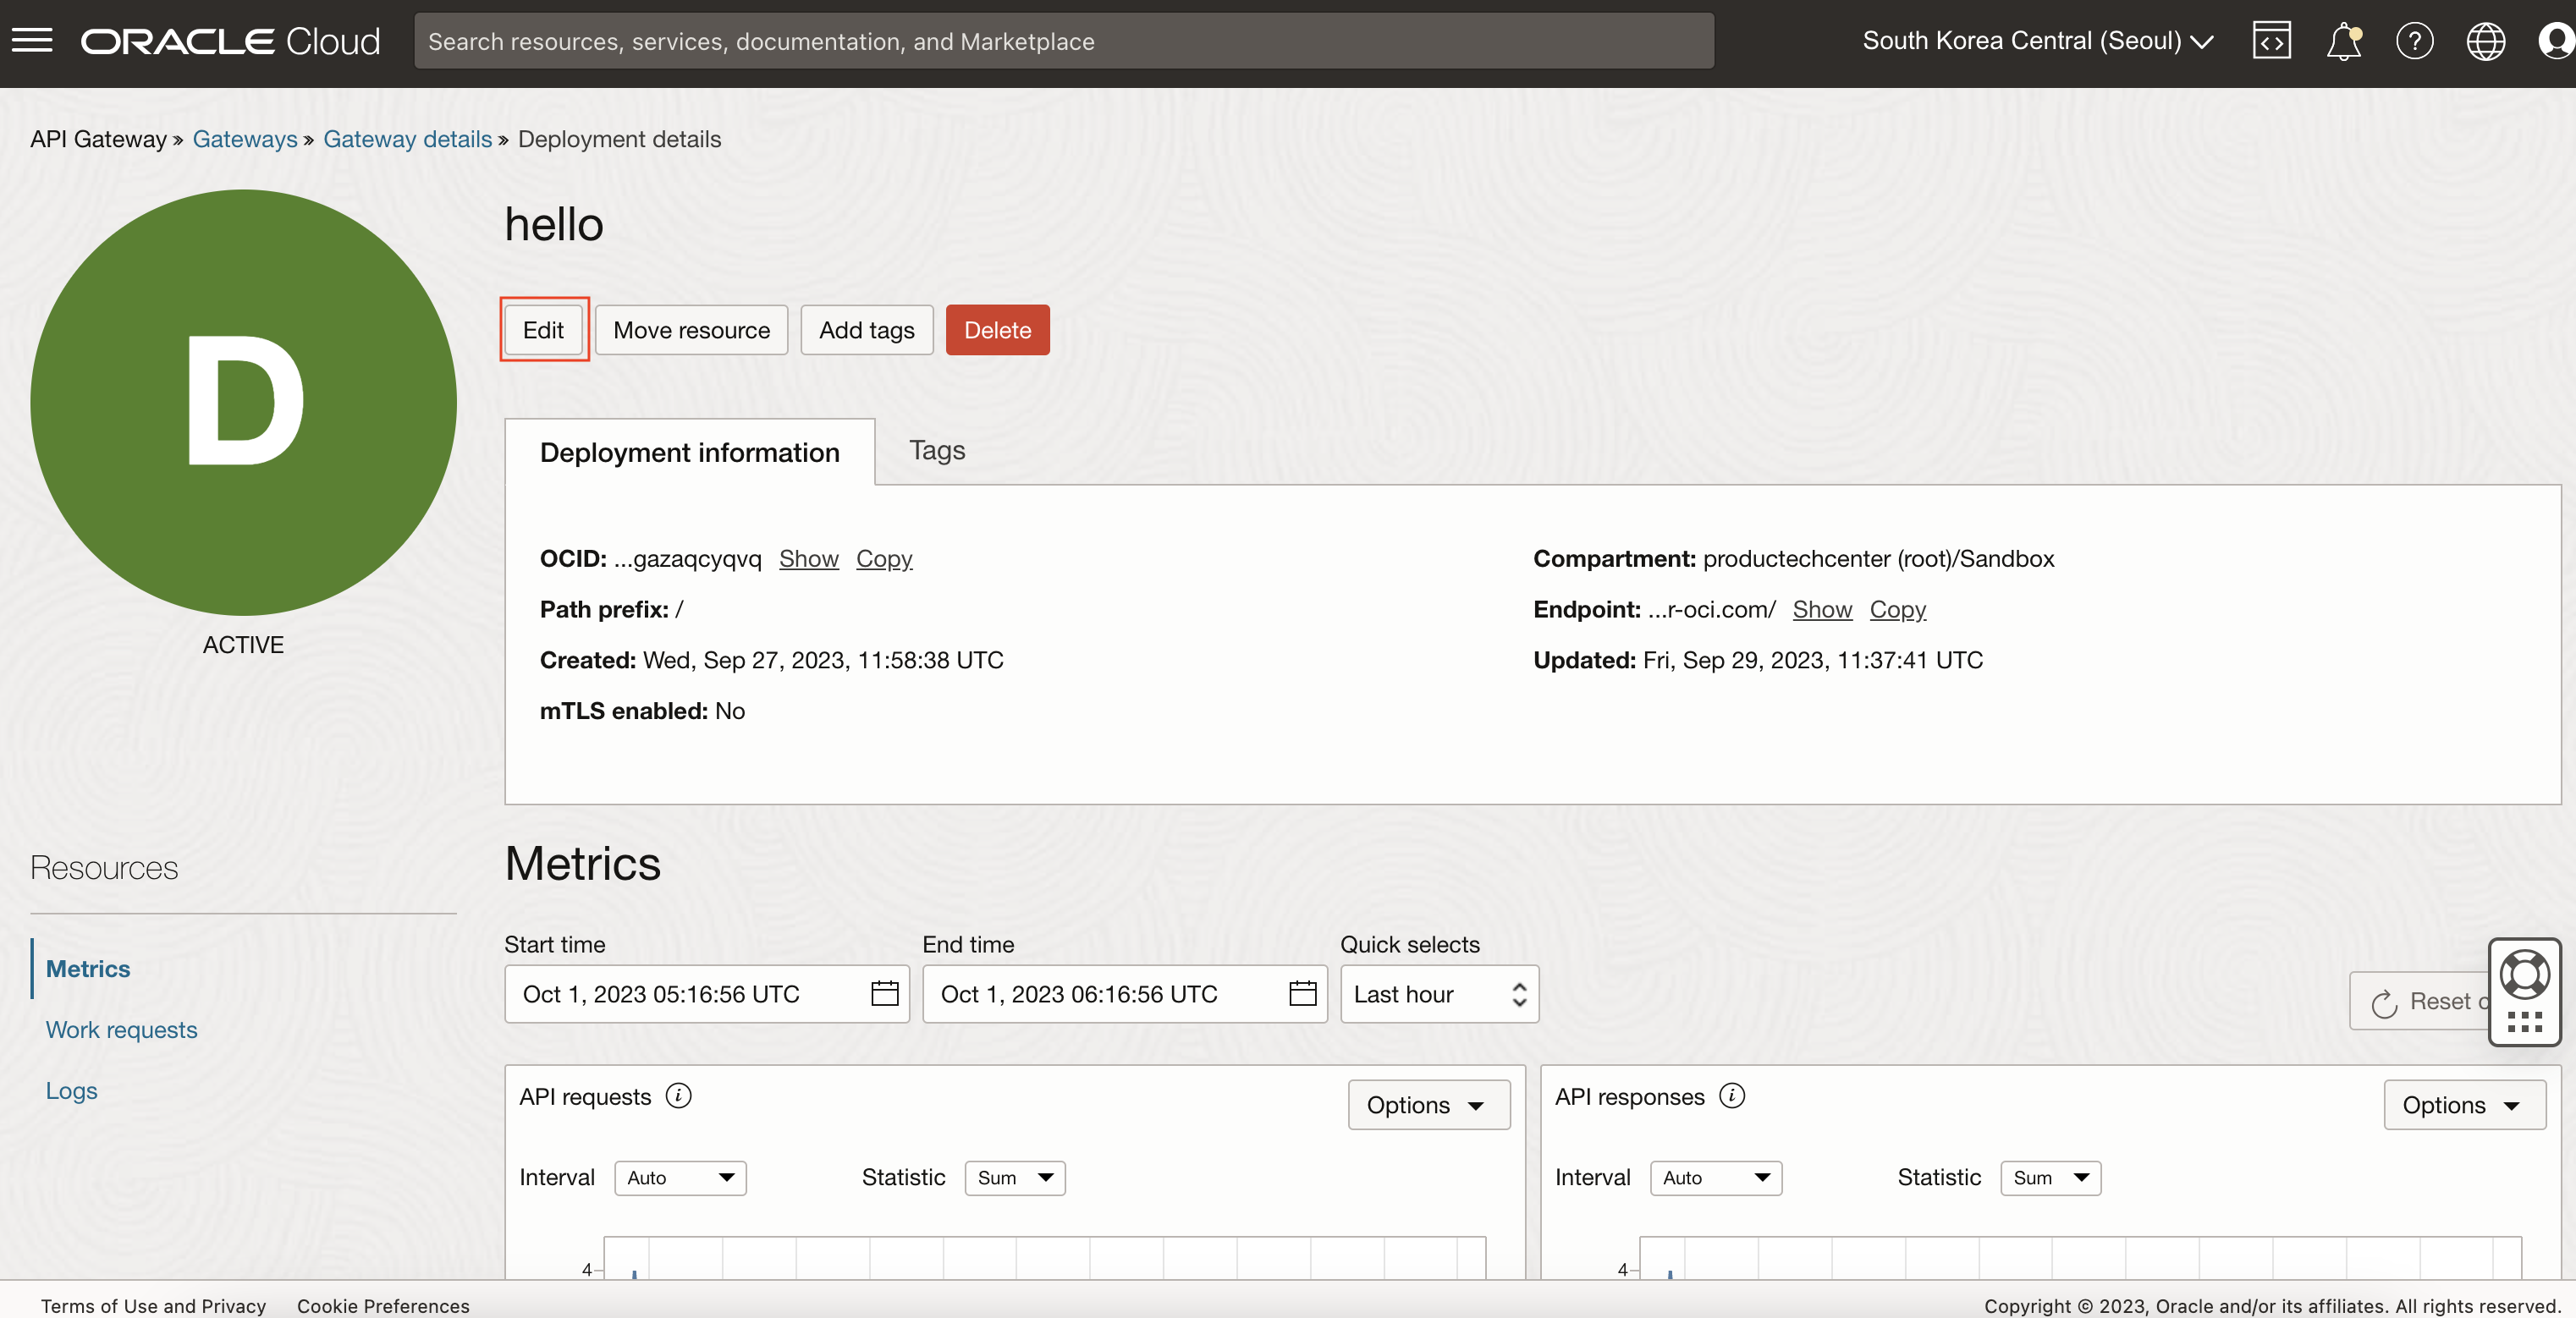 ORACLE Cloud
Search resources, services, documentation, and Marketplace
South Korea Central (Seoul)
API Gateway » Gateways » Gateway details » Deployment details
D
ACTIVE
hello
Edit Move resource Add tags Delete
Deployment information Tags
OCID: ...gazaqcyqvq Show Copy
Compartment: productechcenter (root)/Sandbox
Path prefix: /
Endpoint: ...r-oci.com/ Show Copy
Created: Wed, Sep 27, 2023, 11:58:38 UTC
Updated: Fri, Sep 29, 2023, 11:37:41 UTC
mTLS enabled: No
Resources
Metrics
Work requests
Logs
Metrics
Start time End time Quick selects
Oct 1, 2023 05:16:56 UTC Oct 1, 2023 06:16:56 UTC Last hour
Reset
API requests Options
Interval Auto Statistic Sum
4
API responses Options
Interval Auto Statistic Sum
4
Terms of Use and Privacy Cookie Preferences
Copyright © 2023, Oracle and/or its affiliates. All rights reserved.